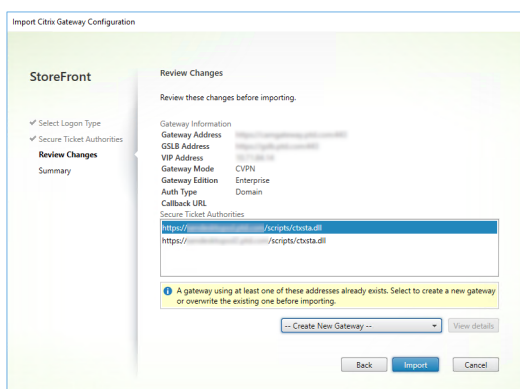 Import Citrix Gateway Configuration
StoreFront
Review Changes
Review these changes before importing.
Select Logon Type
Secure Ticket Authorities
Review Changes
Summary
Gateway Information
Gateway Address
GSLB Address
VIP Address
Gateway Mode CVPN
Gateway Edition Enterprise
Auth Type Domain
Callback URL
Secure Ticket Authorities
https:// /scripts/ctxsta.dll
https:// /scripts/ctxsta.dll
A gateway using at least one of these addresses already exists. Select to create a new gateway
or overwrite the existing one before importing.
-- Create New Gateway --
View details
Back Import Cancel